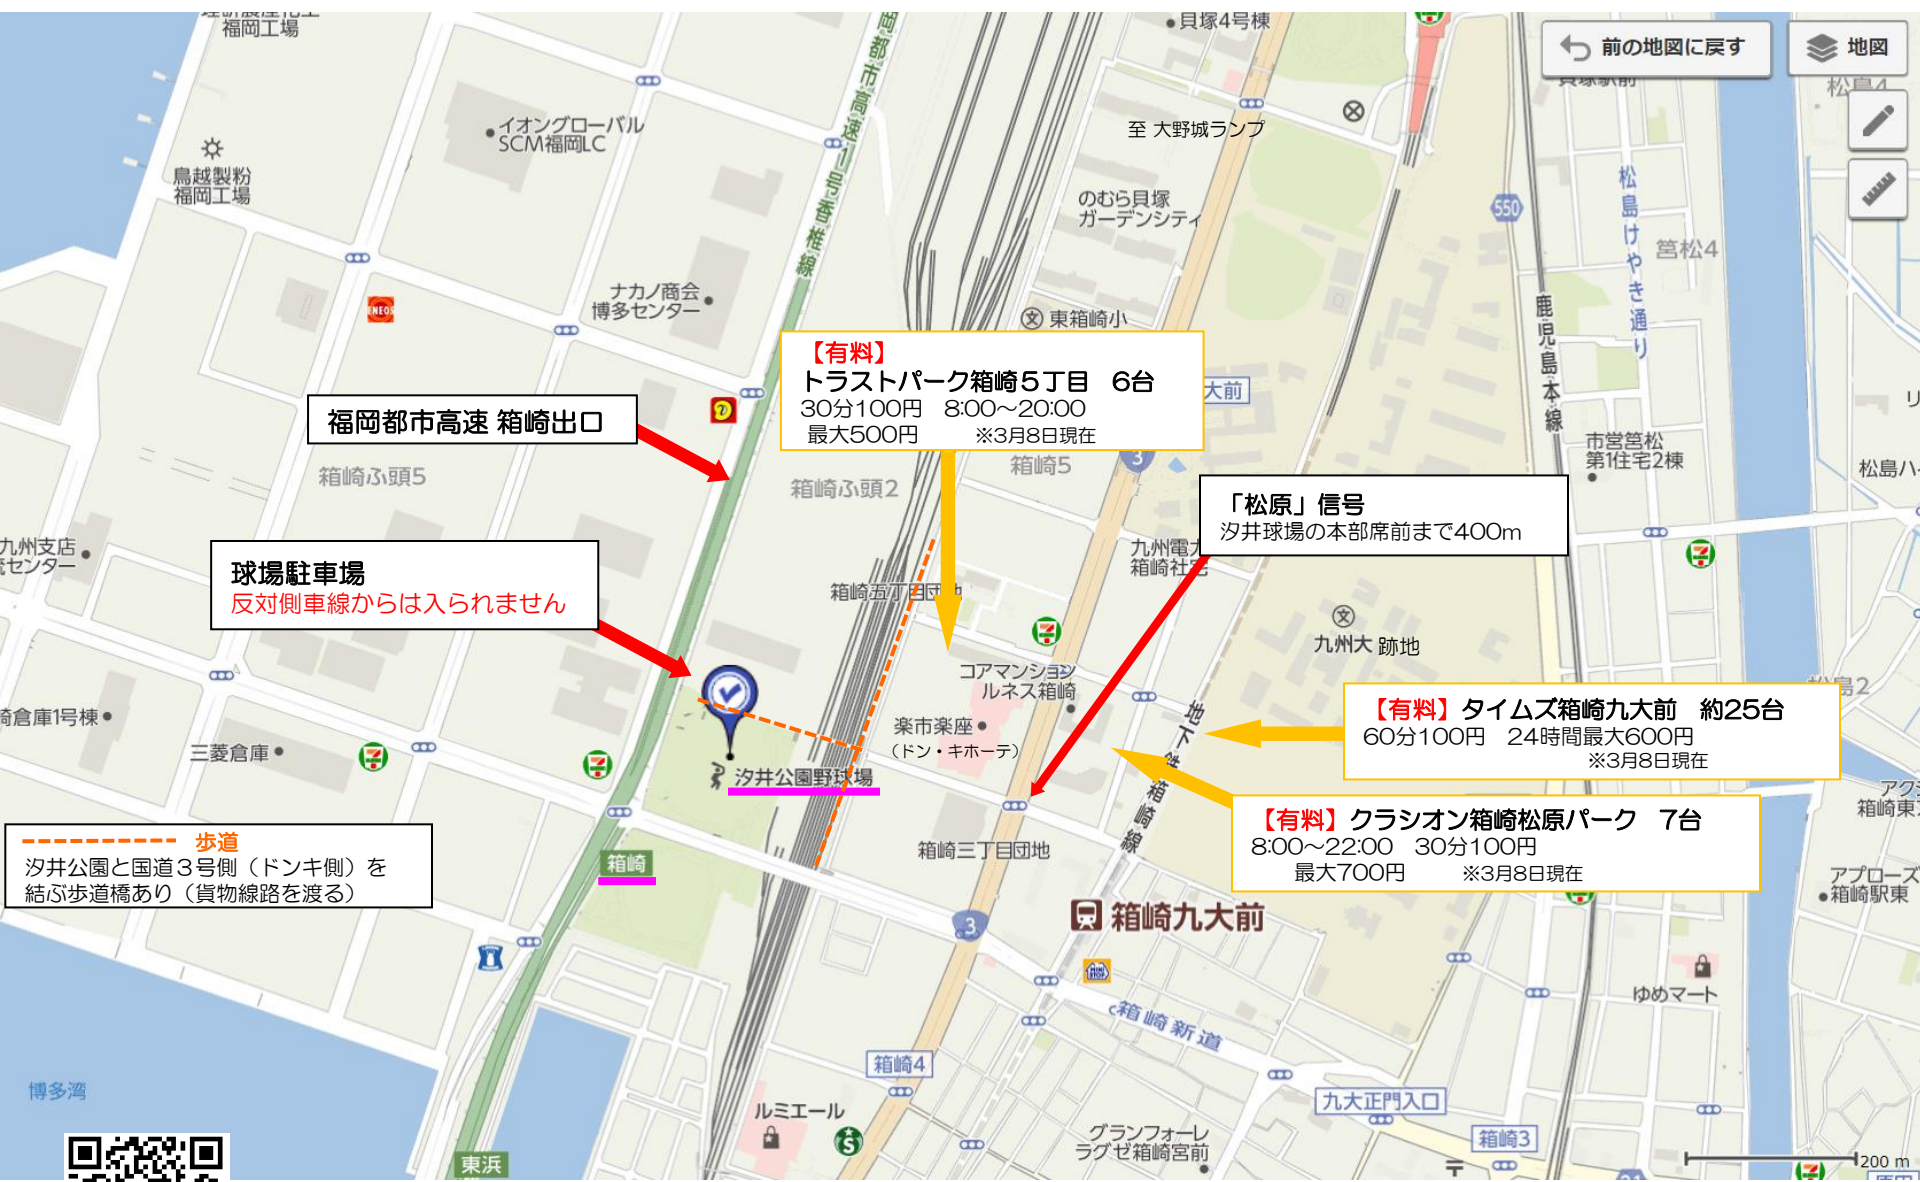 福岡工場
貝塚4号棟
前の地図に戻す
地図
貝塚駅前
松島4
イオングローバル
SCM福岡LC
至 大野城ランプ
鳥越製粉
福岡工場
福岡都市高速1号香椎線
のむら貝塚
ガーデンシティ
550
松島けやき通り
筥松4
ナカノ商会
博多センター
ENEOS
東箱崎小
鹿児島本線
【有料】
トラストパーク箱崎5丁目 6台
30分100円 8:00～20:00
最大500円 ※3月8日現在
大前
福岡都市高速 箱崎出口
箱崎ふ頭5
箱崎ふ頭2
箱崎5
3
市営筥松
第1住宅2棟
松島ハイ
「松原」信号
汐井球場の本部席前まで400m
九州支店
センター
九州電力
箱崎社宅
球場駐車場
反対側車線からは入られません
箱崎五丁目団地
九州大 跡地
コアマンション
ルネス箱崎
松島2
倉庫1号棟
三菱倉庫
楽市楽座
（ドン・キホーテ）
地下鉄箱崎線
【有料】タイムズ箱崎九大前 約25台
60分100円 24時間最大600円
※3月8日現在
汐井公園野球場
【有料】クラシオン箱崎松原パーク 7台
8:00～22:00 30分100円
最大700円 ※3月8日現在
箱崎東
歩道
汐井公園と国道3号側（ドンキ側）を
結ぶ歩道橋あり（貨物線路を渡る）
箱崎
箱崎三丁目団地
アプローズ
箱崎駅東
3
箱崎九大前
MINI STOP
ゆめマート
箱崎新道
箱崎4
博多湾
九大正門入口
ルミエール
グランフォーレ
ラグゼ箱崎宮前
箱崎3
東浜
200 m